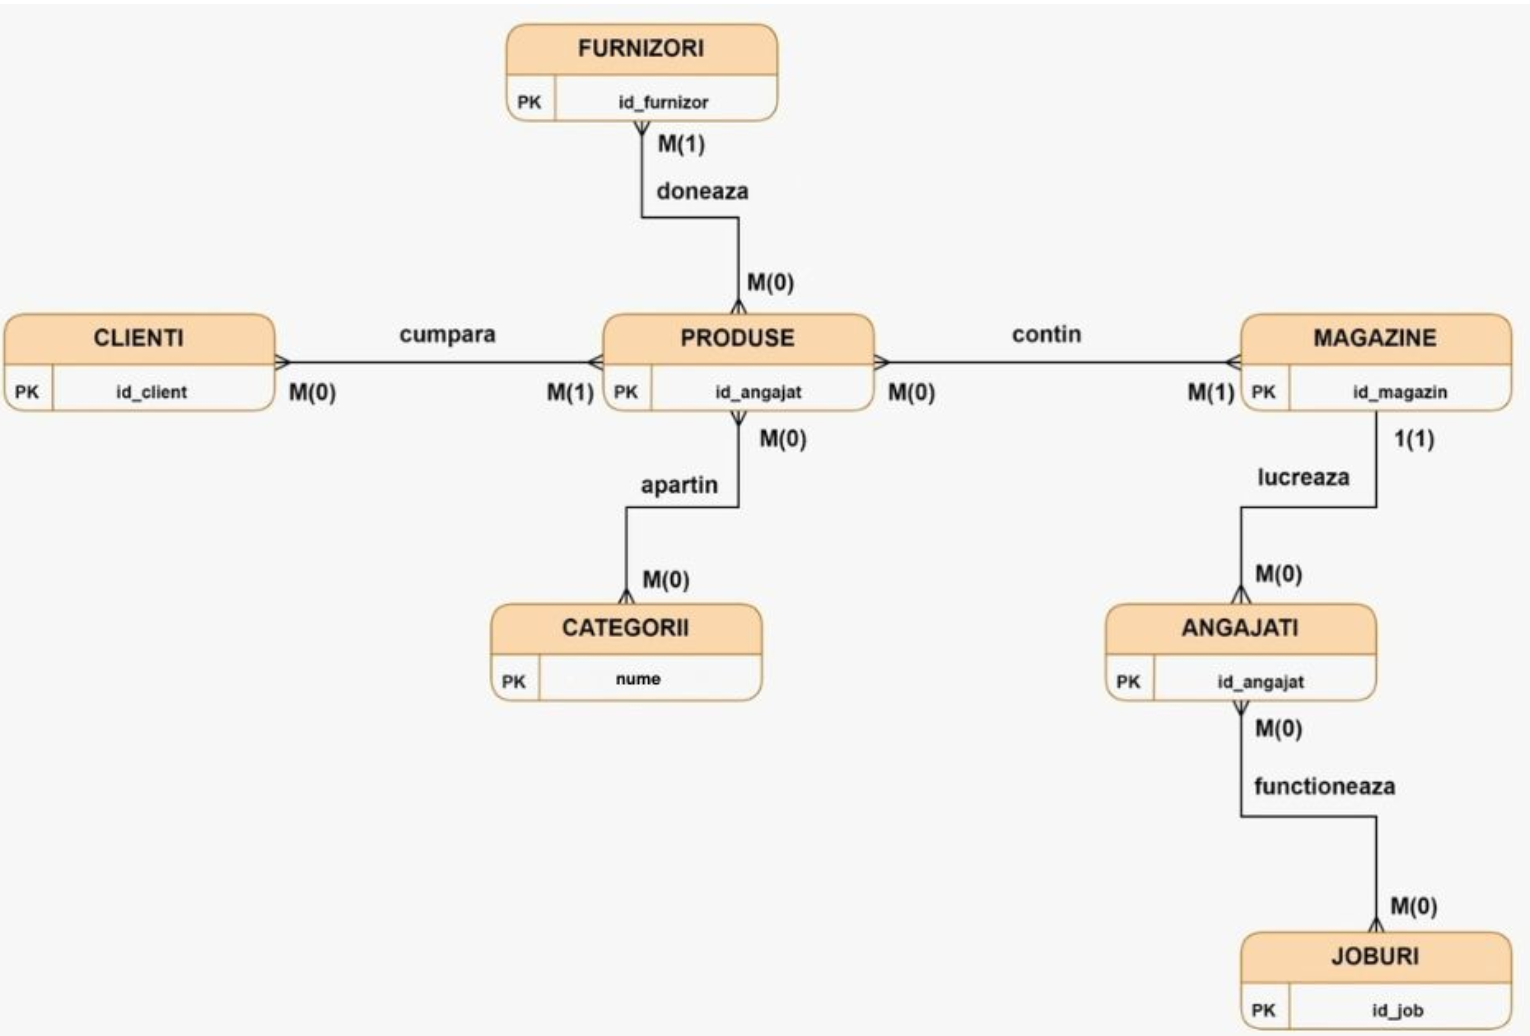 FURNIZORI
PK id_furnizor
M(1)
doneaza
M(0)
CLIENTI cumpara PRODUSE contin MAGAZINE
PK id_client M(0) M(1) PK id_angajat M(0) M(1) PK id_magazin
M(0) 1(1)
apartin lucreaza
M(0) M(0)
CATEGORII ANGAJATI
PK nume PK id_angajat
M(0)
functioneaza
M(0)
JOBURI
PK id_job